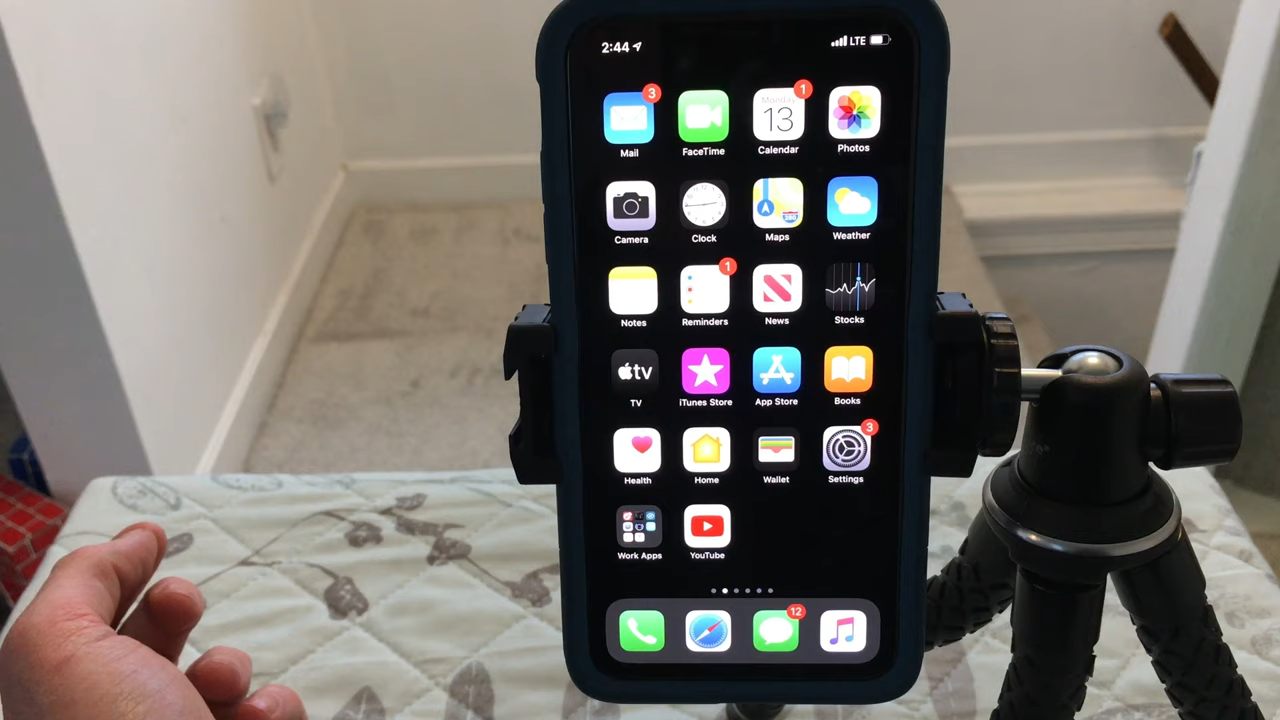 2:44 LTE
3 1
Monday
13
Mail FaceTime Calendar Photos
280
Camera Clock Maps Weather
1
Notes Reminders News Stocks
tv
TV iTunes Store App Store Books
3
Health Home Wallet Settings
Work Apps YouTube
12